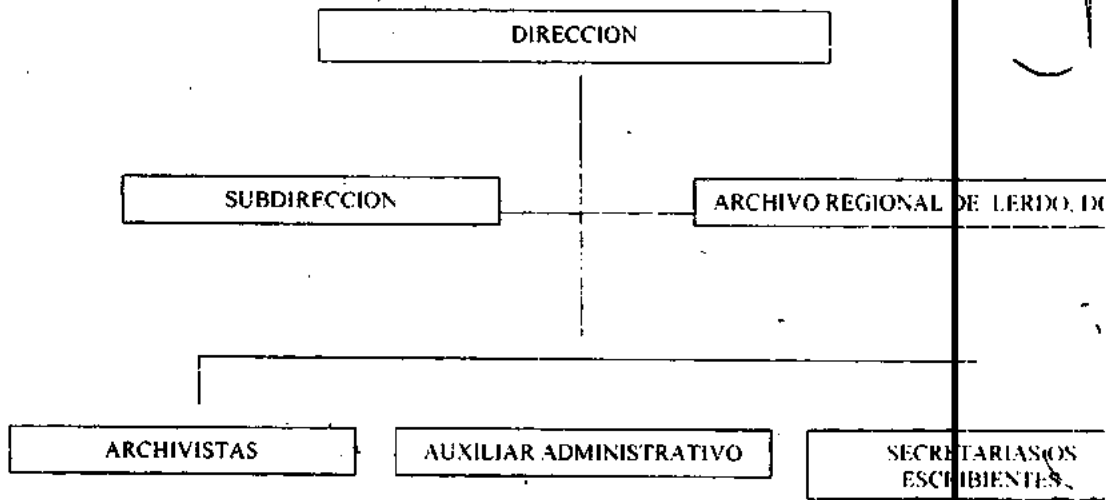 DIRECCION
SUBDIRECCION
ARCHIVO REGIONAL DE LERDO,
ARCHIVISTAS
AUXILIAR ADMINISTRATIVO
SECRETARIAS OS
ESCRIBIENTES